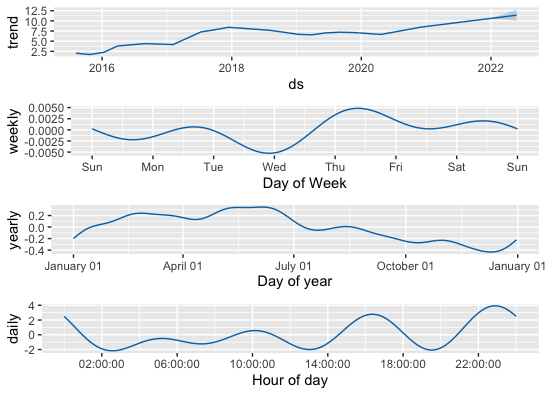 trend
12.5
10.0
7.5
5.0
2.5
2016 2018 2020 2022
ds
weekly
0.0050
0.0025
0.0000
-0.0025
-0.0050
Sun Mon Tue Wed Thu Fri Sat Sun
Day of Week
yearly
0.2
0.0
-0.2
-0.4
January 01 April 01 July 01 October 01 January 01
Day of year
daily
4
2
0
-2
02:00:00 06:00:00 10:00:00 14:00:00 18:00:00 22:00:00
Hour of day